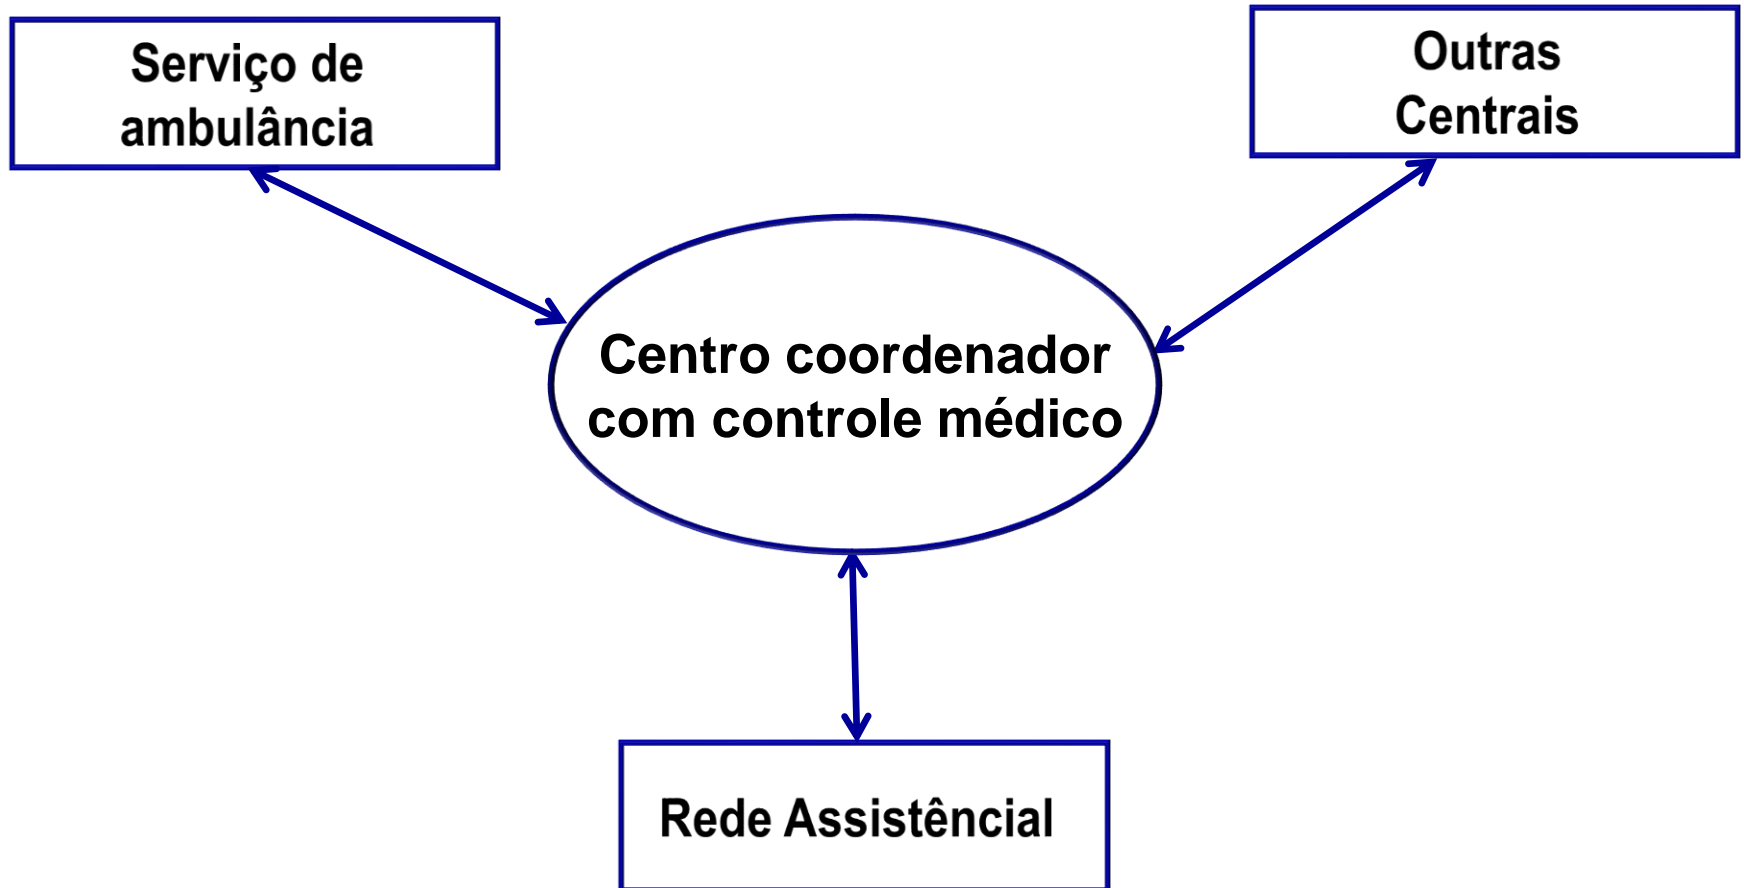 Serviço de
ambulância
Outras
Centrais
Centro coordenador
com controle médico
Rede Assistêncial